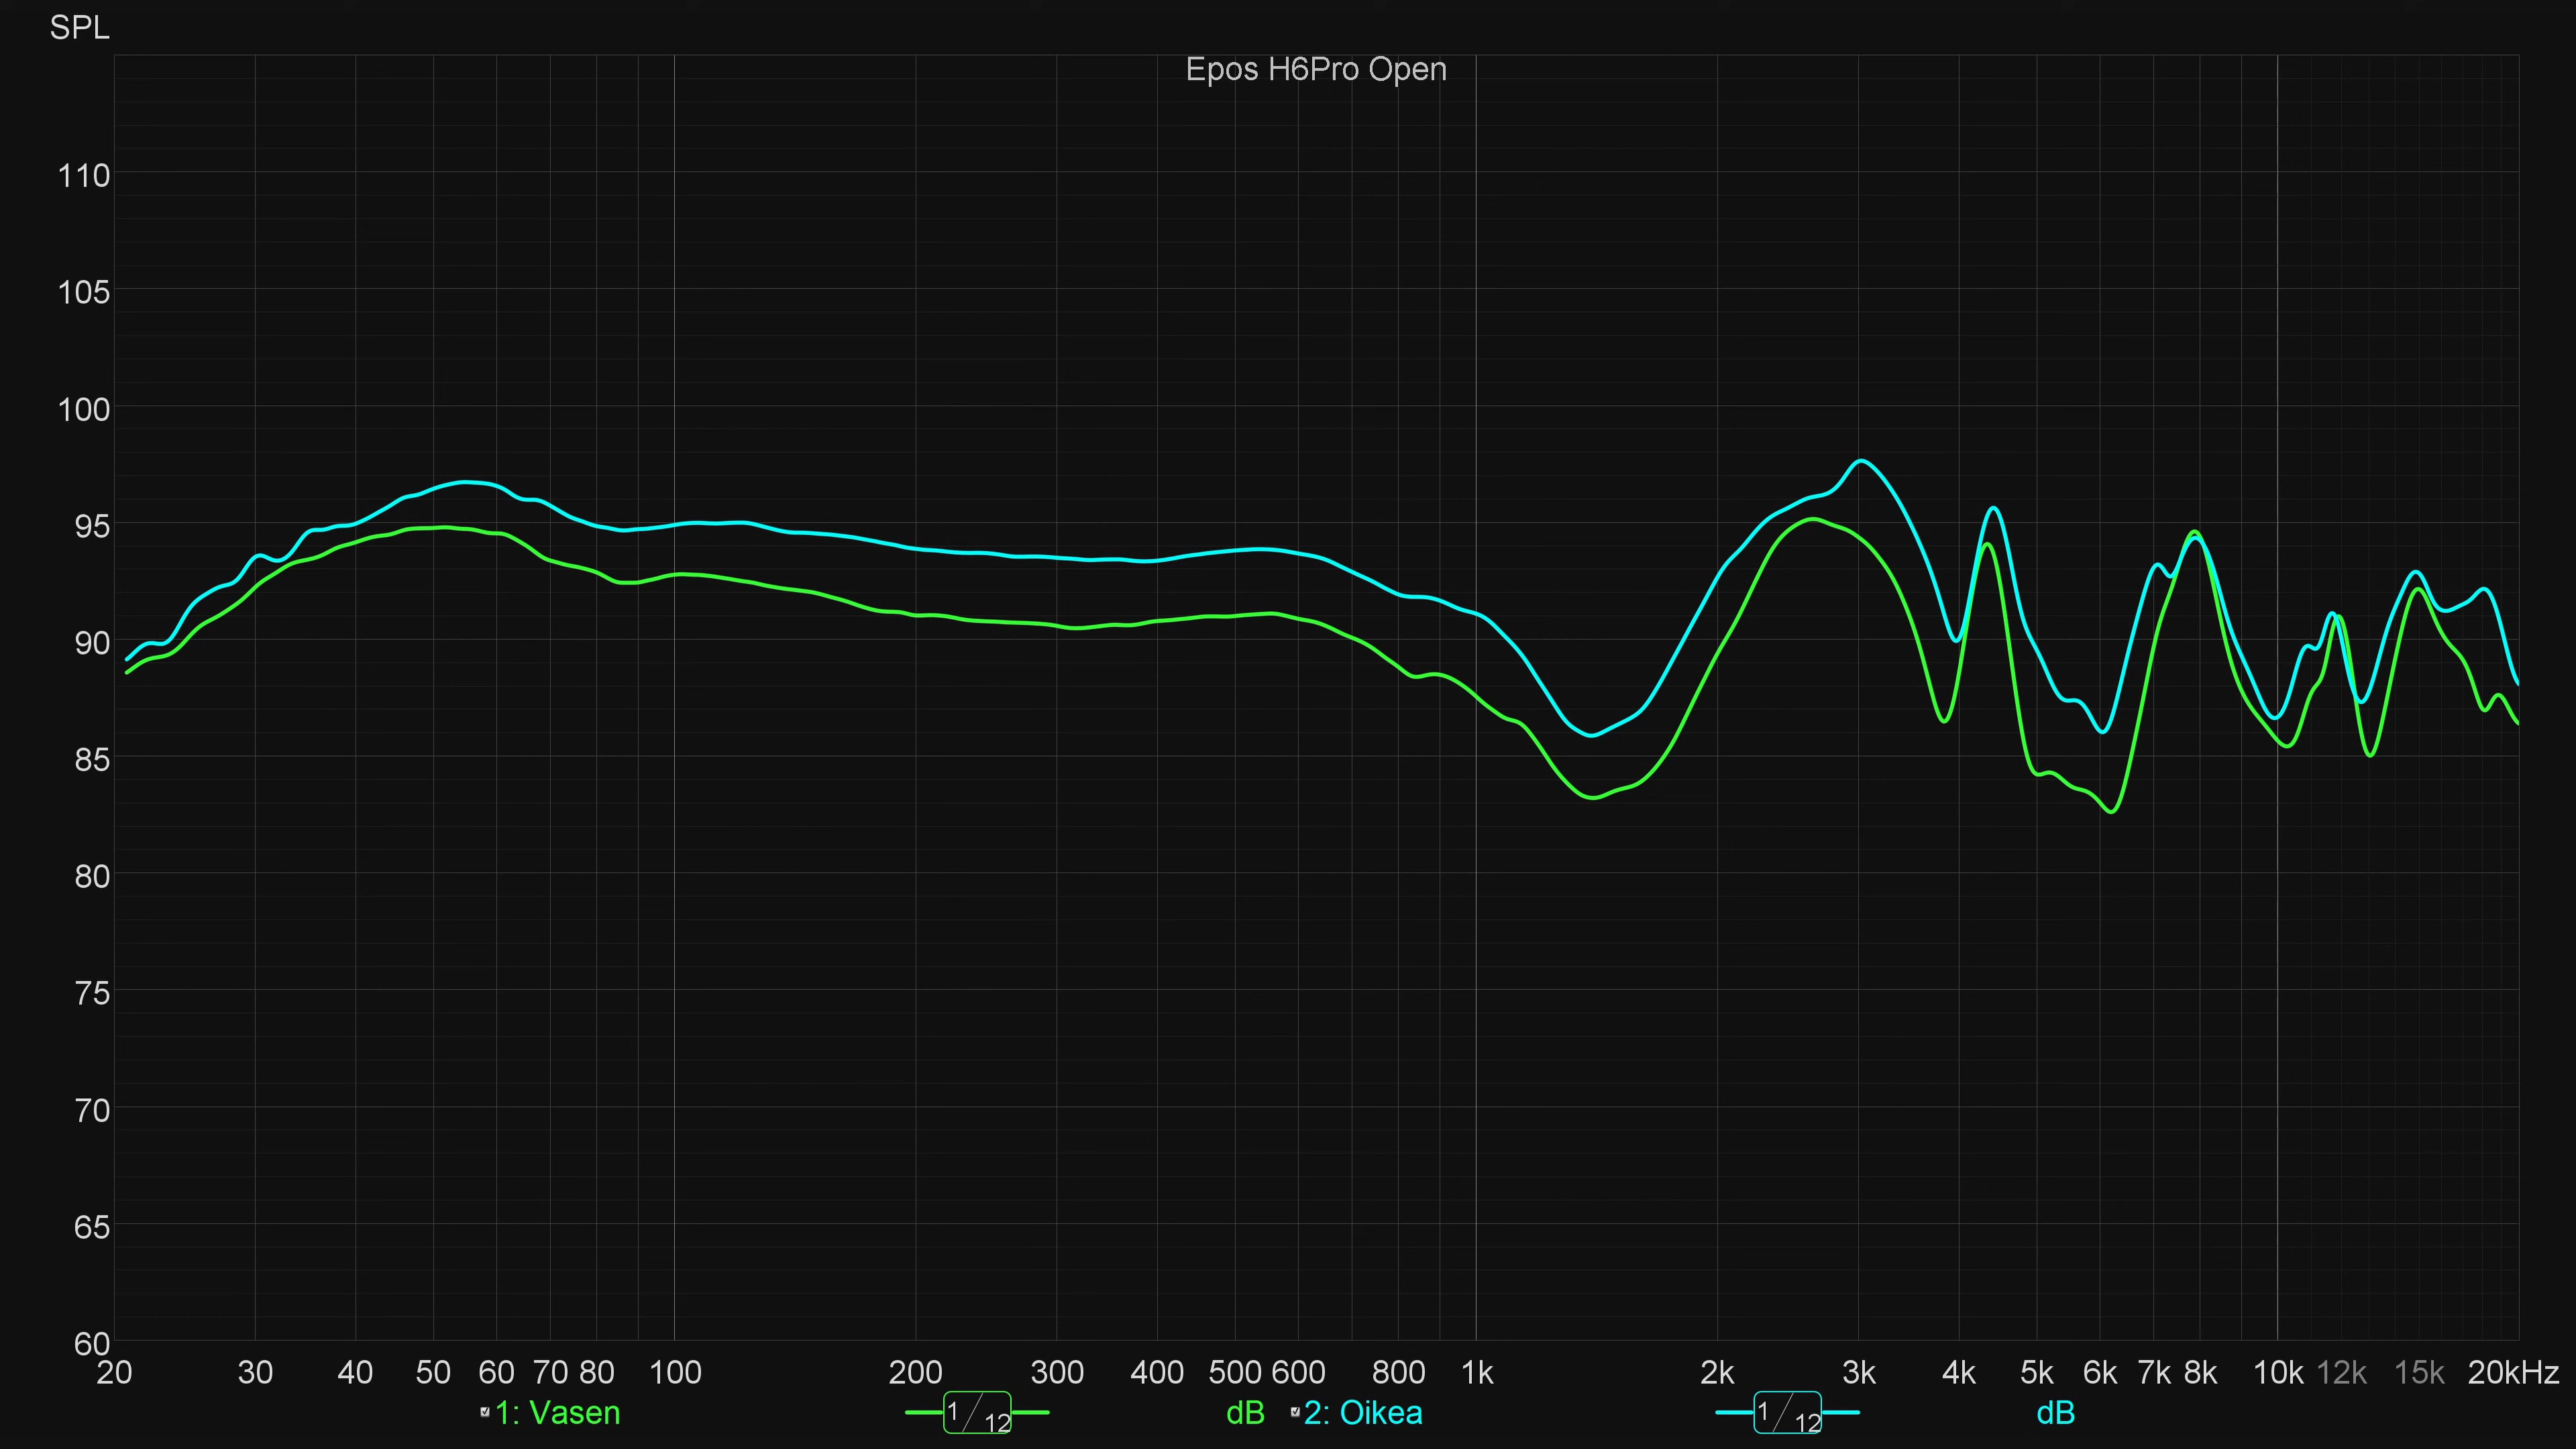 SPL
Epos H6Pro Open
110
105
100
95
90
85
80
75
70
65
60
20 30 40 50 60 70 80 100 200 300 400 500 600 800 1k 2k 3k 4k 5k 6k 7k 8k 10k 12k 15k 20kHz
1: Vasen 1/12 dB 2: Oikea 1/12 dB